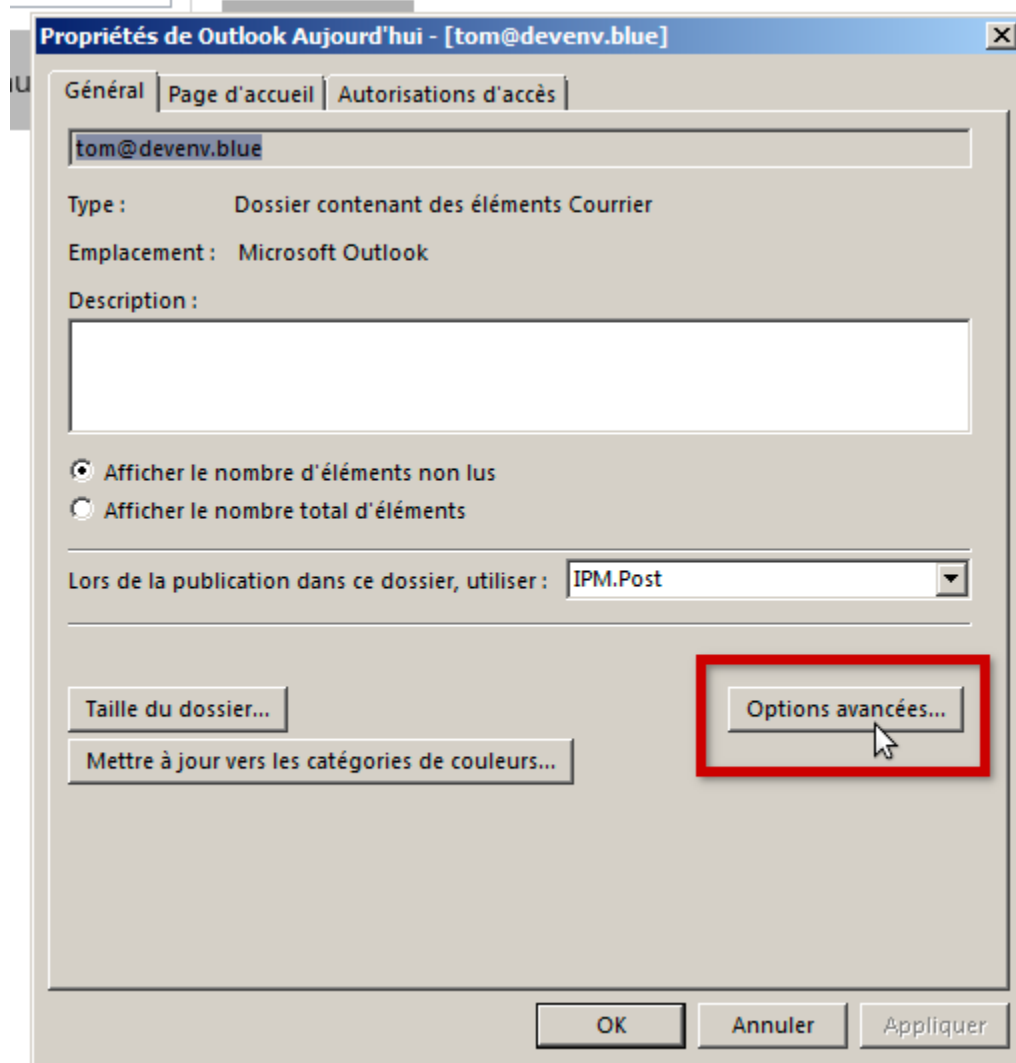 Propriétés de Outlook Aujourd'hui - [tom@devenv.blue]
Général Page d'accueil Autorisations d'accès
tom@devenv.blue
Type : Dossier contenant des éléments Courrier
Emplacement : Microsoft Outlook
Description :
Afficher le nombre d'éléments non lus
Afficher le nombre total d'éléments
Lors de la publication dans ce dossier, utiliser : IPM.Post
Taille du dossier... Options avancées...
Mettre à jour vers les catégories de couleurs...
OK Annuler Appliquer